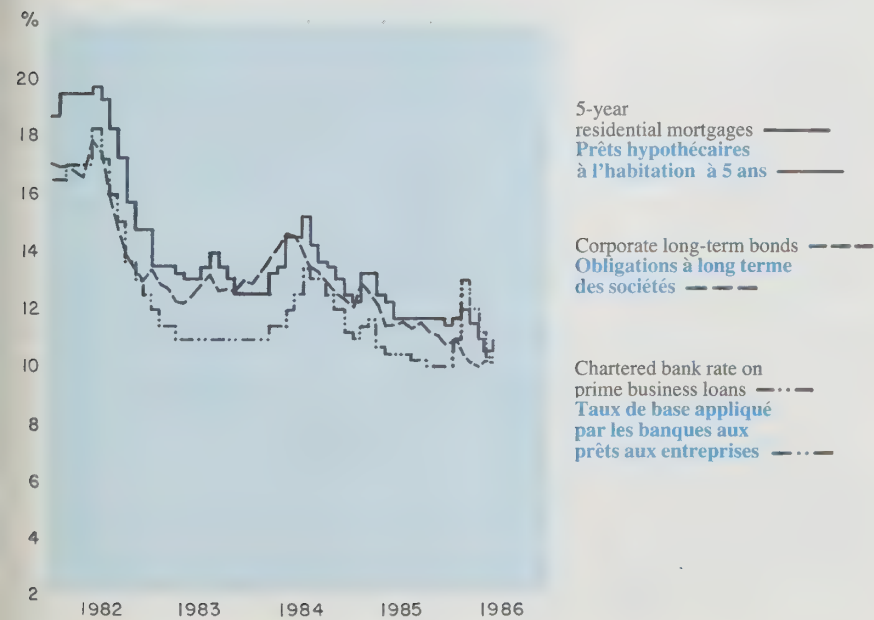 %
20
18
16
14
12
10
8
6
4
2
1982 1983 1984 1985 1986
5-year
residential mortgages
Prêts hypothécaires
à l'habitation à 5 ans
Corporate long-term bonds
Obligations à long terme
des sociétés
Chartered bank rate on
prime business loans
Taux de base appliqué
par les banques aux
prêts aux entreprises